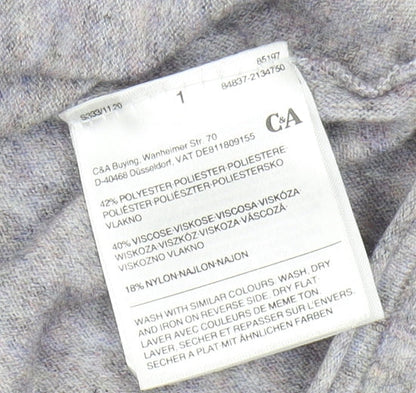 85197
S333/11.20 1 84837-2134750
C&A Buying, Wanheimer Str. 70
D-40468 Düsseldorf, VAT DE811809155
C&A
42% POLYESTER·POLIESTER·POLIESTERE
POLIÉSTER·POLIÉSZTER·POLIESTERSKO
VLAKNO
40% VISCOSE·VISKOSE·VISCOSA·VISKÓZA
WISKOZA·VISZKÓZ·VISKOZA·VÂSCOZĂ
VISKOZNO VLAKNO
18% NYLON·NAJLON·NAJON
WASH WITH SIMILAR COLOURS. WASH, DRY
AND IRON ON REVERSE SIDE. DRY FLAT·
LAVER AVEC COULEURS DE MEME TON.
LAVER, SECHER ET REPASSER SUR L'ENVERS.
SECHER A PLAT·MIT ÄHNLICHEN FARBEN